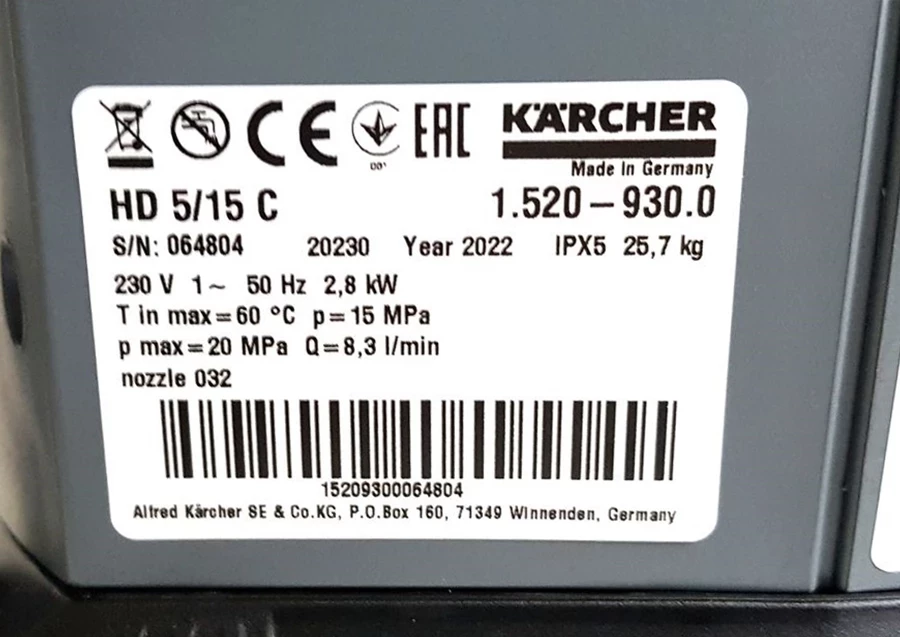 CE EAC KÄRCHER
Made In Germany
HD 5/15 C 1.520 – 930.0
S/N: 064804 20230 Year 2022 IPX5 25,7 kg
230 V 1~ 50 Hz 2,8 kW
T in max = 60 °C p = 15 MPa
p max = 20 MPa Q = 8,3 l/min
nozzle 032
15209300064804
Alfred Kärcher SE & Co.KG, P.O.Box 160, 71349 Winnenden, Germany